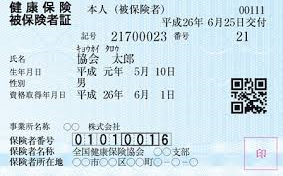 健康保険 本人(被保険者) 00111
被保険者証 平成26年 6月25日交付
記号 21700023 番号 21
ｷｮｳｶｲ ﾀﾛｳ
氏名 協会 太郎
生年月日 平成 元年 5月 10日
性別 男
資格取得年月日 平成 26年 6月 1日
事業所名称 ○○ 株式会社
保険者番号 01010016
保険者名称 全国健康保険協会 ○○支部
保険者所在地 ○○市○○区○○町○-○-○
印